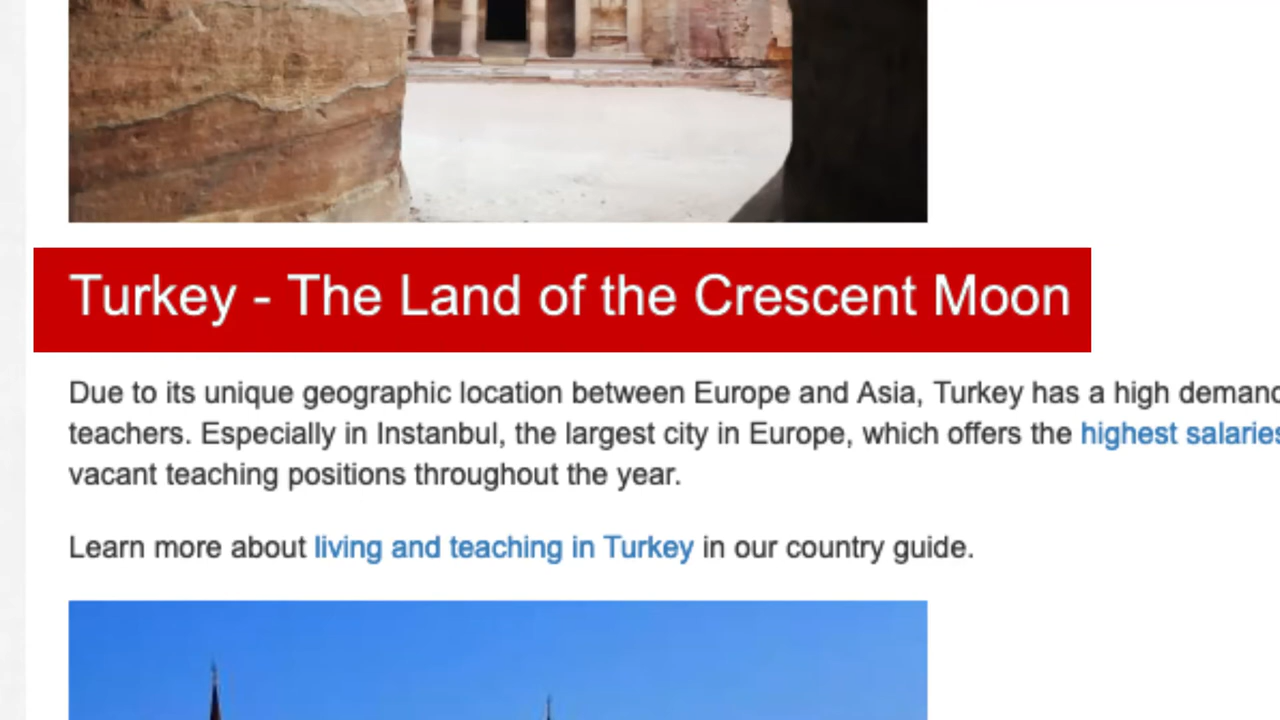 Turkey - The Land of the Crescent Moon
Due to its unique geographic location between Europe and Asia, Turkey has a high demand
teachers. Especially in Instanbul, the largest city in Europe, which offers the highest salaries
vacant teaching positions throughout the year.
Learn more about living and teaching in Turkey in our country guide.